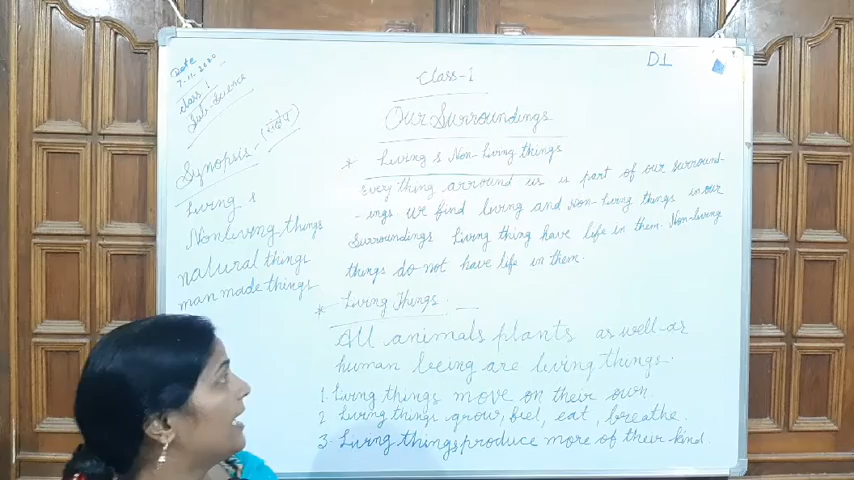 Date
7-11-2020
class 1
Sub-Science
Synopsis-(संक्षेप)
Living &
Nonliving things
natural things
man made things
D1
Class-1
Our Surroundings
* Living & Non-Living things
Every thing arnound us is part of our surround-
-ings we find living and Non-living things in our
Surroundings Living thing have life in them. Non-living
things do not have life in them.
* Living Things.
All animals plants as well-as
human being are living things-
1. Living things move on their own.
2 Living things grow, feel, eat, breathe.
3- Living things produce more of their kind.